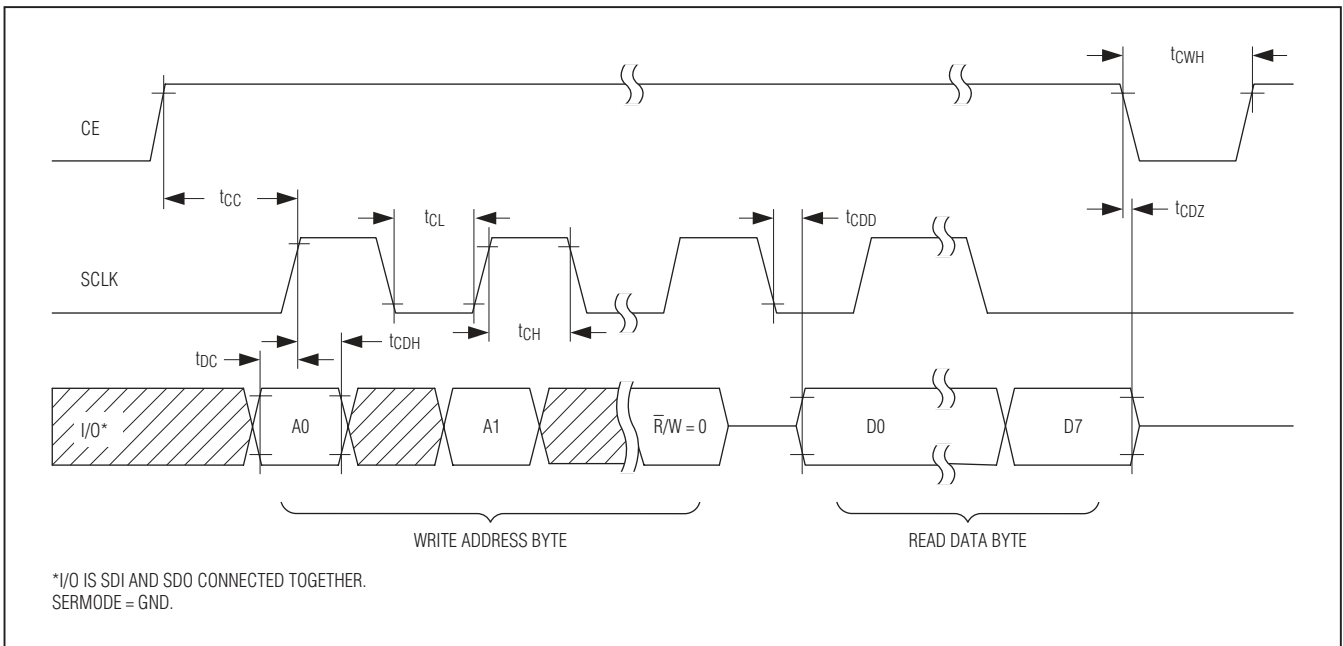 tCWH
CE
tCC
tCL
tCDD
tCDZ
SCLK
tCH
tDC
tCDH
I/O*
A0
A1
R̅/W = 0
D0
D7
WRITE ADDRESS BYTE
READ DATA BYTE
*I/O IS SDI AND SDO CONNECTED TOGETHER.
SERMODE = GND.